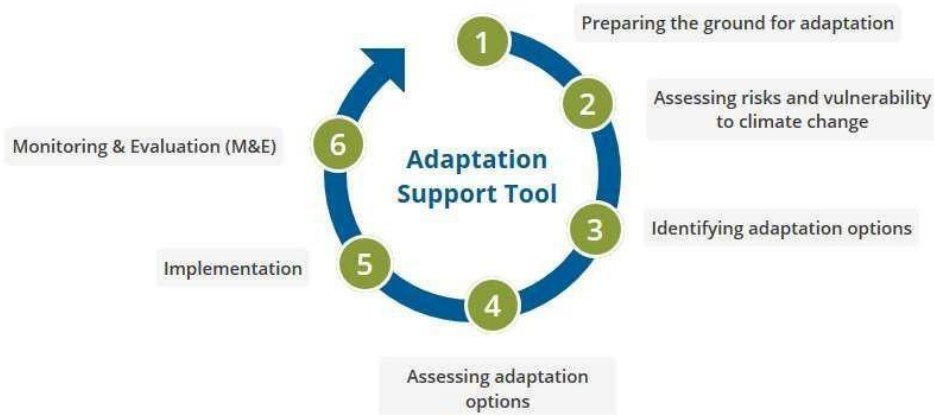 1
Preparing the ground for adaptation
2
Assessing risks and vulnerability
to climate change
3
Identifying adaptation options
4
Assessing adaptation
options
5
Implementation
6
Monitoring & Evaluation (M&E)
Adaptation
Support Tool